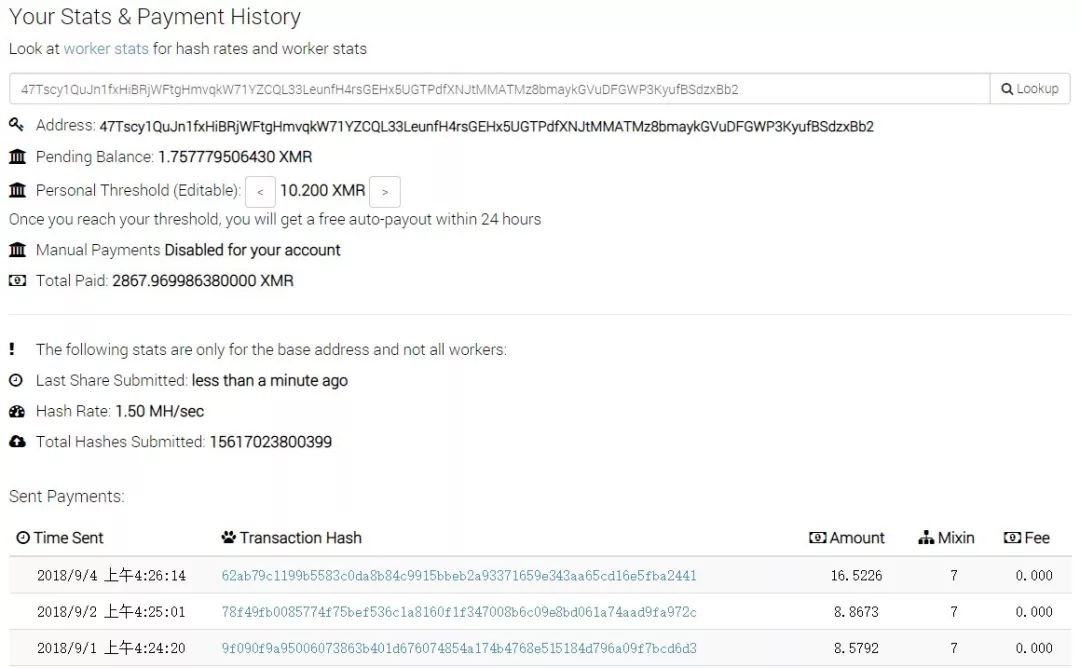 Your Stats & Payment History
Look at worker stats for hash rates and worker stats
47Tscy1QuJn1fxHiBRjWFtgHmvqkW71YZCQL33LeunfH4rsGEHx5UGTPdfXNJtMMATMz8bmaykGVuDFGWP3KyufBSdzxBb2 Lookup
Address: 47Tscy1QuJn1fxHiBRjWFtgHmvqkW71YZCQL33LeunfH4rsGEHx5UGTPdfXNJtMMATMz8bmaykGVuDFGWP3KyufBSdzxBb2
Pending Balance: 1.757779506430 XMR
Personal Threshold (Editable): < 10.200 XMR >
Once you reach your threshold, you will get a free auto-payout within 24 hours
Manual Payments Disabled for your account
Total Paid: 2867.969986380000 XMR
! The following stats are only for the base address and not all workers:
Last Share Submitted: less than a minute ago
Hash Rate: 1.50 MH/sec
Total Hashes Submitted: 15617023800399
Sent Payments:
Time Sent Transaction Hash Amount Mixin Fee
2018/9/4 上午4:26:14 62ab79c1199b5583c0da8b84c9915bbeb2a93371659e343aa65cd16e5fba2441 16.5226 7 0.000
2018/9/2 上午4:25:01 78f49fb0085774f75bef536c1a8160f1f347008b6c09e8bd061a74aad9fa972c 8.8673 7 0.000
2018/9/1 上午4:24:20 9f090f9a95006073863b401d676074854a174b4768e515184d796a09f7bcd6d3 8.5792 7 0.000